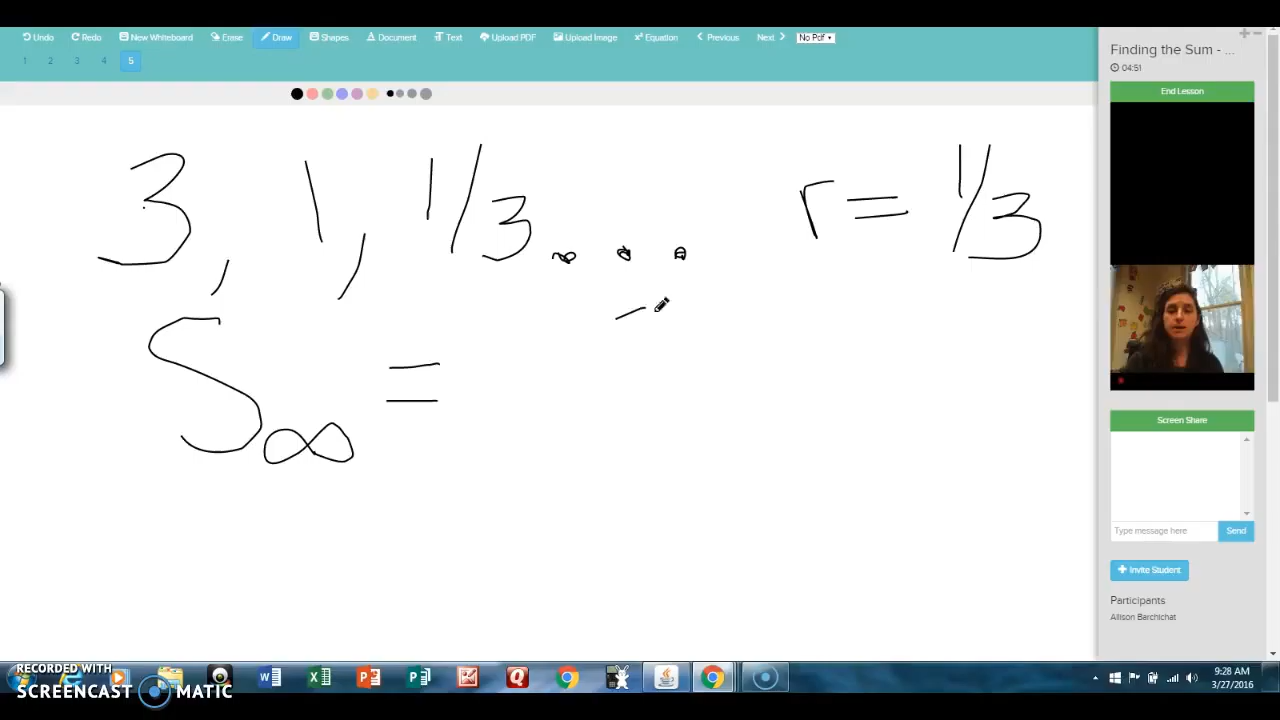 Undo Redo New Whiteboard Erase Draw Shapes Document Text Upload PDF Upload Image x² Equation Previous Next No Pdf
1 2 3 4 5
Finding the Sum - ...
04:51
End Lesson
3, 1, 1/3... r = 1/3
S∞ =
Screen Share
Type message here Send
Invite Student
Participants
Allison Barchichat
RECORDED WITH
SCREENCAST MATIC
9:28 AM
3/27/2016